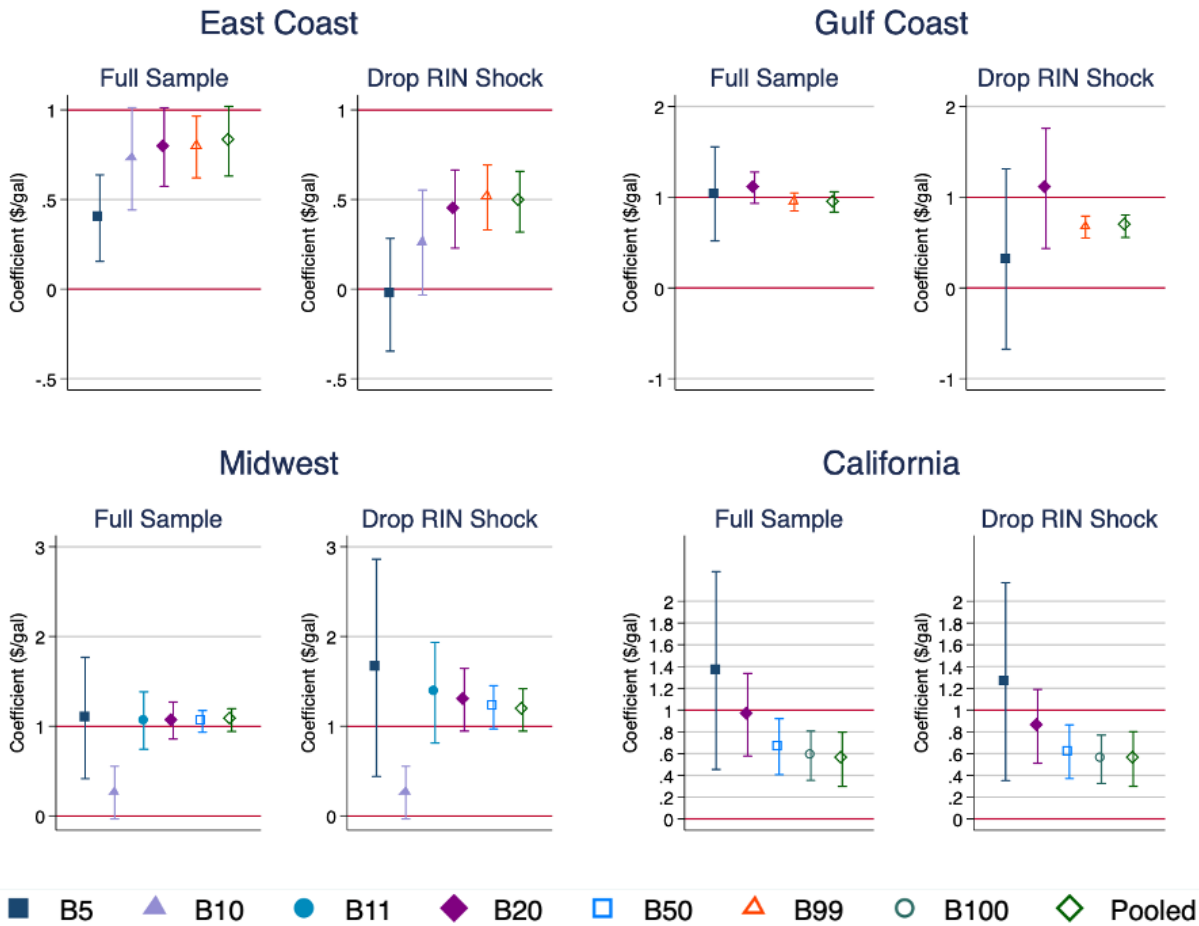 East Coast
Gulf Coast
Full Sample
Drop RIN Shock
Full Sample
Drop RIN Shock
Coefficient ($/gal)
1
.5
0
-.5
Coefficient ($/gal)
1
.5
0
-.5
Coefficient ($/gal)
2
1
0
-1
Coefficient ($/gal)
2
1
0
-1
Midwest
California
Full Sample
Drop RIN Shock
Full Sample
Drop RIN Shock
Coefficient ($/gal)
3
2
1
0
Coefficient ($/gal)
3
2
1
0
Coefficient ($/gal)
2
1.8
1.6
1.4
1.2
1
.8
.6
.4
.2
0
Coefficient ($/gal)
2
1.8
1.6
1.4
1.2
1
.8
.6
.4
.2
0
B5 B10 B11 B20 B50 B99 B100 Pooled